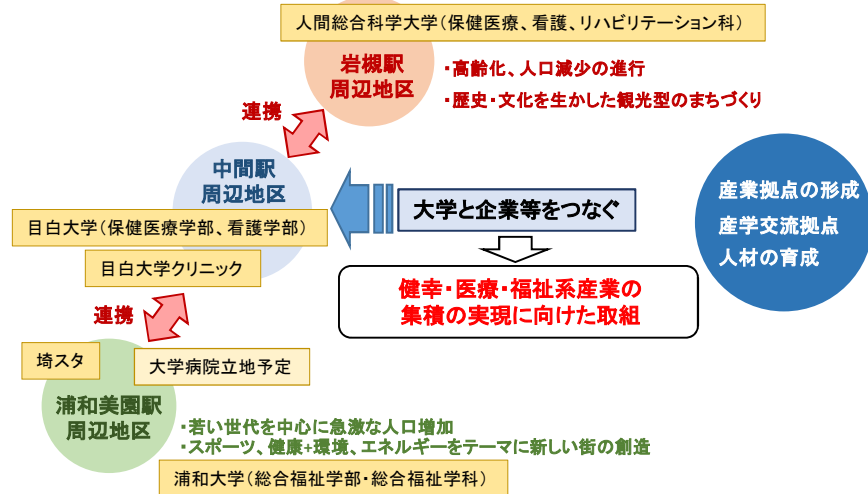 人間総合科学大学（保健医療、看護、リハビリテーション科）
岩槻駅
周辺地区
・高齢化、人口減少の進行
・歴史・文化を生かした観光型のまちづくり
連携
中間駅
周辺地区
目白大学（保健医療学部、看護学部）
目白大学クリニック
大学と企業等をつなぐ
健幸・医療・福祉系産業の
集積の実現に向けた取組
産業拠点の形成
産学交流拠点
人材の育成
連携
埼スタ
大学病院立地予定
浦和美園駅
周辺地区
・若い世代を中心に急激な人口増加
・スポーツ、健康+環境、エネルギーをテーマに新しい街の創造
浦和大学（総合福祉学部・総合福祉学科）